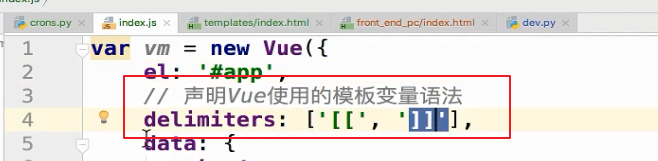 crons.py index.js templates/index.html front_end_pc/index.html dev.py
1 var vm = new Vue({
2 el: '#app',
3 // 声明Vue使用的模板变量语法
4 delimiters: ['[[', ']]'],
5 data: {